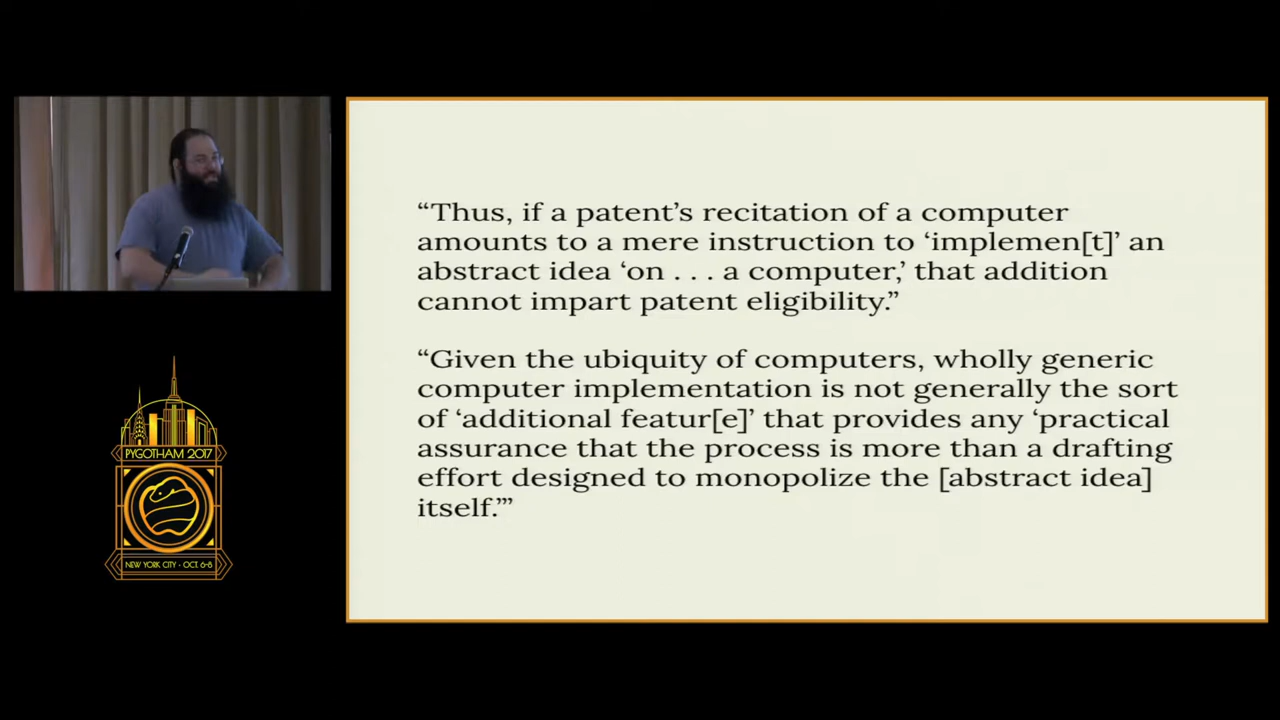 “Thus, if a patent’s recitation of a computer
amounts to a mere instruction to ‘implemen[t]’ an
abstract idea ‘on . . . a computer,’ that addition
cannot impart patent eligibility.”
“Given the ubiquity of computers, wholly generic
computer implementation is not generally the sort
of ‘additional featur[e]’ that provides any ‘practical
assurance that the process is more than a drafting
effort designed to monopolize the [abstract idea]
itself.’”
PYGOTHAM 2017
NEW YORK CITY • OCT. 6-8